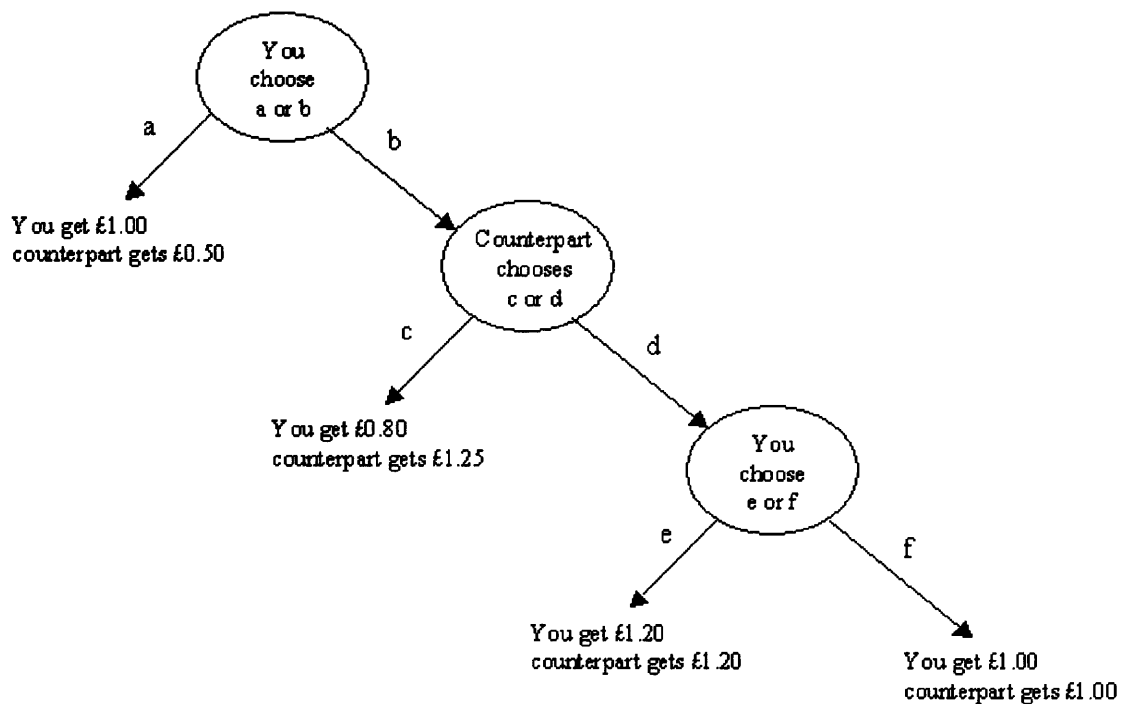 You
choose
a or b
a
b
You get £1.00
counterpart gets £0.50
Counterpart
chooses
c or d
c
d
You get £0.80
counterpart gets £1.25
You
choose
e or f
e
f
You get £1.20
counterpart gets £1.20
You get £1.00
counterpart gets £1.00